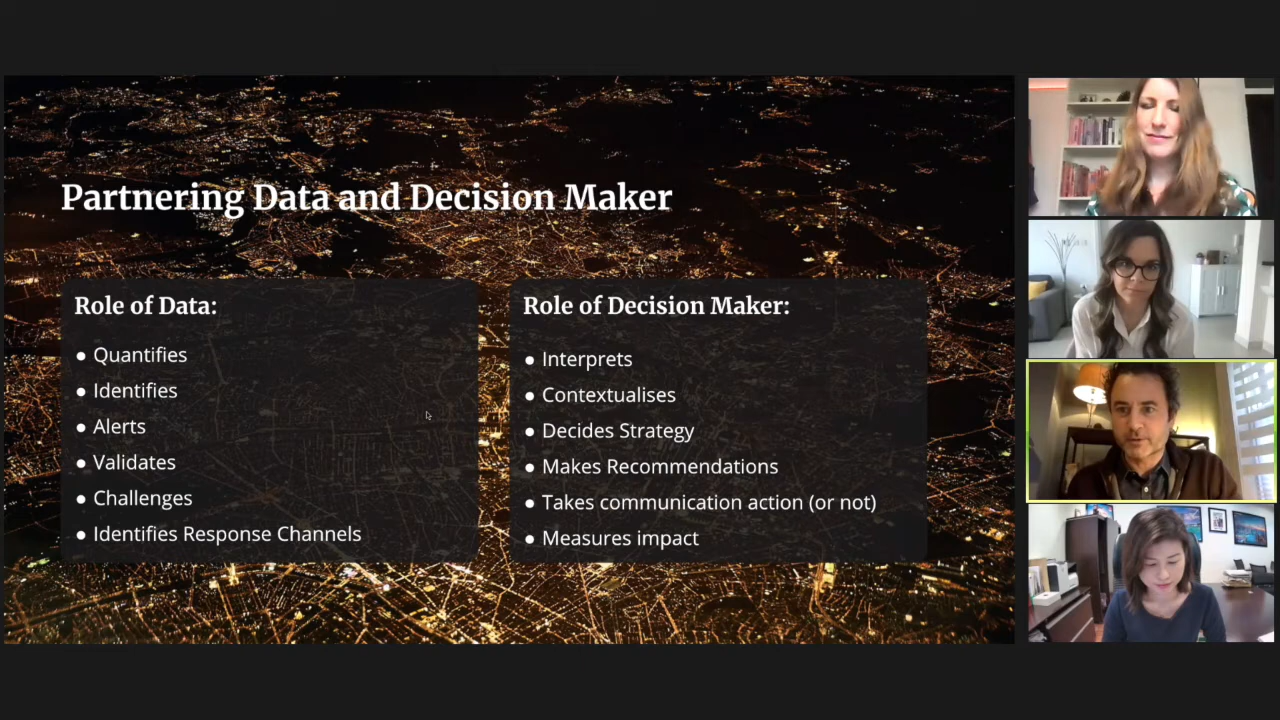 Partnering Data and Decision Maker
Role of Data:
● Quantifies
● Identifies
● Alerts
● Validates
● Challenges
● Identifies Response Channels
Role of Decision Maker:
● Interprets
● Contextualises
● Decides Strategy
● Makes Recommendations
● Takes communication action (or not)
● Measures impact